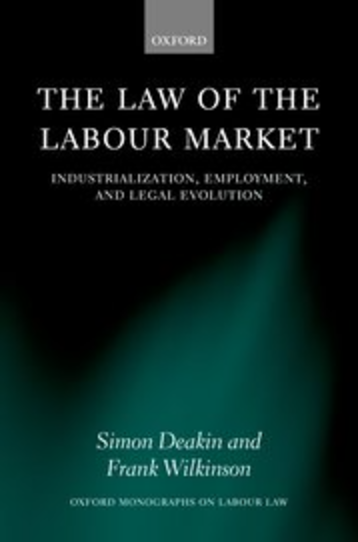 OXFORD
THE LAW OF THE
LABOUR MARKET
INDUSTRIALIZATION, EMPLOYMENT,
AND LEGAL EVOLUTION
Simon Deakin and
Frank Wilkinson
OXFORD MONOGRAPHS ON LABOUR LAW